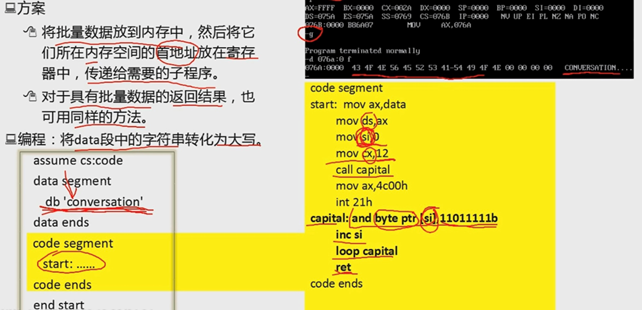 方案
将批量数据放到内存中，然后将它
们所在内存空间的首地址放在寄存
器中，传递给需要的子程序。
对于具有批量数据的返回结果，也
可用同样的方法。
编程：将data段中的字符串转化为大写。
assume cs:code
data segment
db 'conversation'
data ends
code segment
start: ......
code ends
end start
AX=FFFF BX=0000 CX=002A DX=0000 SP=0000 BP=0000 SI=0000 DI=0000
DS=075A ES=075A SS=0769 CS=076B IP=0000 NV UP EI PL NZ NA PO NC
076B:0000 B86A07 MOV AX,076A
-g
Program terminated normally
-d 076a:0 f
076A:0000 43 4F 4E 56 45 52 53 41-54 49 4F 4E 00 00 00 00 CONVERSATION....
code segment
start: mov ax,data
mov ds,ax
mov si,0
mov cx,12
call capital
mov ax,4c00h
int 21h
capital: and byte ptr [si],11011111b
inc si
loop capital
ret
code ends